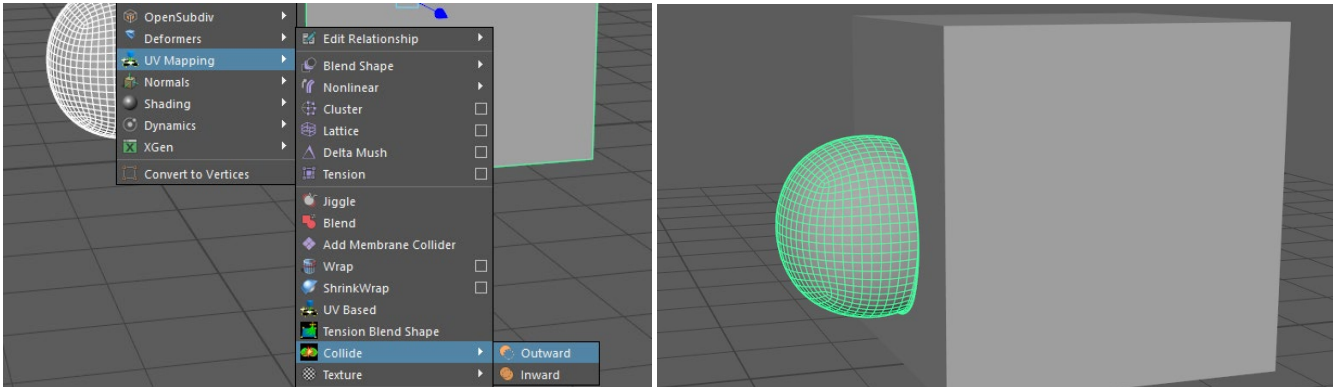 OpenSubdiv
Deformers
UV Mapping
Normals
Shading
Dynamics
XGen
Convert to Vertices
Edit Relationship
Blend Shape
Nonlinear
Cluster
Lattice
Delta Mush
Tension
Jiggle
Blend
Add Membrane Collider
Wrap
ShrinkWrap
UV Based
Tension Blend Shape
Collide
Texture
Outward
Inward